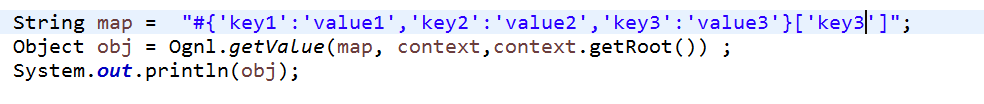 String map =  "#{'key1':'value1','key2':'value2','key3':'value3'}['key3']";
Object obj = Ognl.getValue(map, context,context.getRoot()) ;
System.out.println(obj);